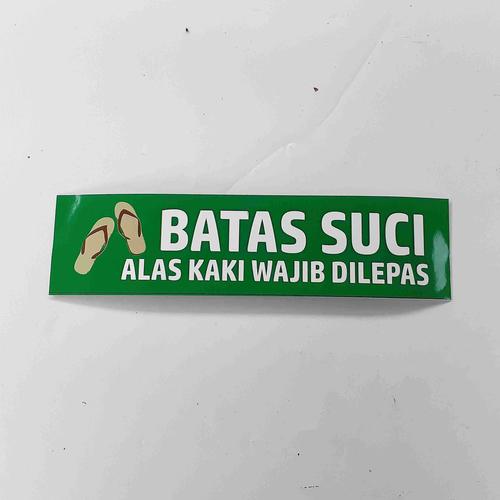 BATAS SUCI
ALAS KAKI WAJIB DILEPAS